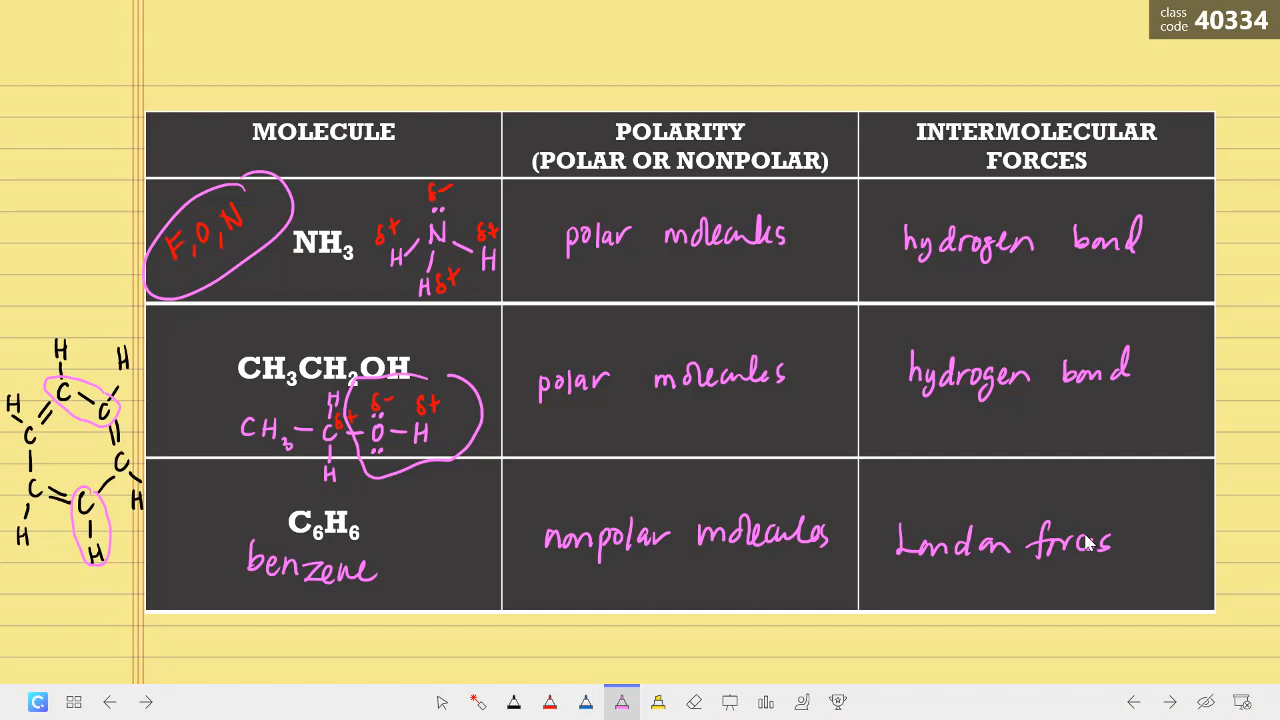 class code 40334
MOLECULE
POLARITY
(POLAR OR NONPOLAR)
INTERMOLECULAR
FORCES
F, O, N
NH3
δ-
δ+
N
δ+
H
H
H δ+
polar molecules
hydrogen bond
CH3CH2OH
H
δ+
δ-
δ+
CH3 — C — O — H
H
polar molecules
hydrogen bond
H
H
C
C
H
C
C
C
C
H
H
H
C6H6
benzene
nonpolar molecules
London forces